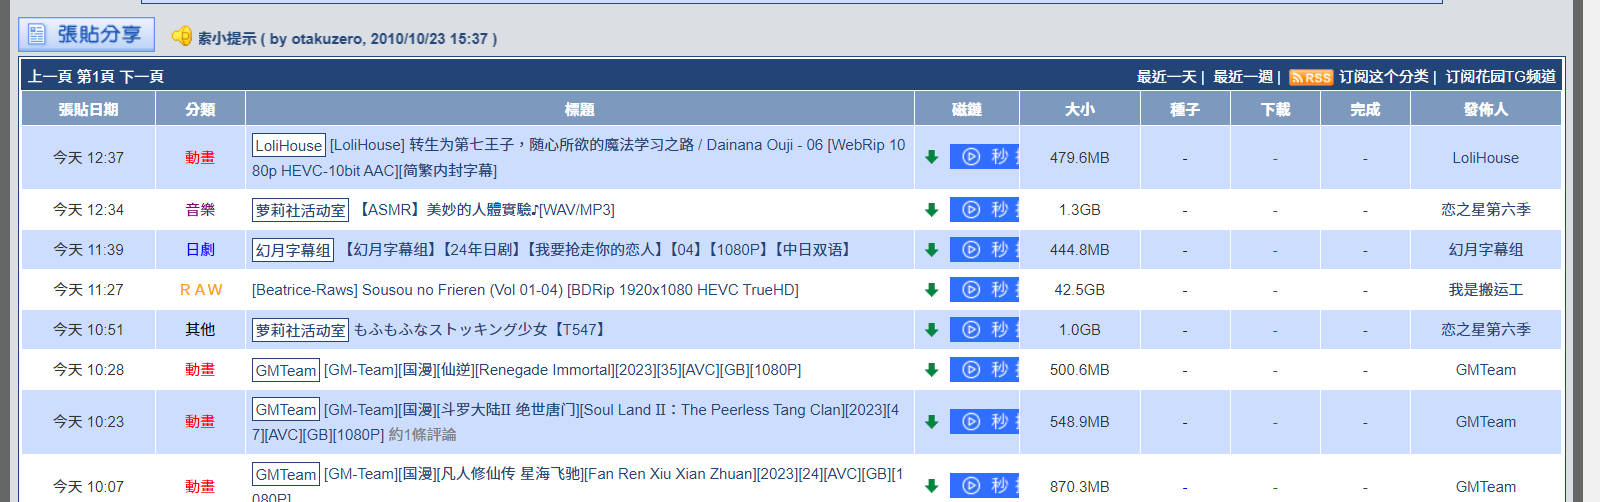 張貼分享 索小提示 ( by otakuzero, 2010/10/23 15:37 )
上一頁 第1頁 下一頁 最近一天 | 最近一週 | RSS 订阅这个分类 | 订阅花园TG频道
張貼日期 分類 標題 磁鏈 大小 種子 下載 完成 發佈人
今天 12:37 動畫 LoliHouse [LoliHouse] 转生为第七王子，随心所欲的魔法学习之路 / Dainana Ouji - 06 [WebRip 10
80p HEVC-10bit AAC][简繁内封字幕] 秒 479.6MB - - - LoliHouse
今天 12:34 音樂 萝莉社活动室 【ASMR】美妙的人體實驗♪[WAV/MP3] 秒 1.3GB - - - 恋之星第六季
今天 11:39 日劇 幻月字幕组 【幻月字幕组】【24年日剧】【我要抢走你的恋人】【04】【1080P】【中日双语】 秒 444.8MB - - - 幻月字幕组
今天 11:27 RAW [Beatrice-Raws] Sousou no Frieren (Vol 01-04) [BDRip 1920x1080 HEVC TrueHD] 秒 42.5GB - - - 我是搬运工
今天 10:51 其他 萝莉社活动室 もふもふなストッキング少女【T547】 秒 1.0GB - - - 恋之星第六季
今天 10:28 動畫 GMTeam [GM-Team][国漫][仙逆][Renegade Immortal][2023][35][AVC][GB][1080P] 秒 500.6MB - - - GMTeam
今天 10:23 動畫 GMTeam [GM-Team][国漫][斗罗大陆II 绝世唐门][Soul Land II：The Peerless Tang Clan][2023][4
7][AVC][GB][1080P] 約1條評論 秒 548.9MB - - - GMTeam
今天 10:07 動畫 GMTeam [GM-Team][国漫][凡人修仙传 星海飞驰][Fan Ren Xiu Xian Zhuan][2023][24][AVC][GB][1
080P] 秒 870.3MB - - - GMTeam